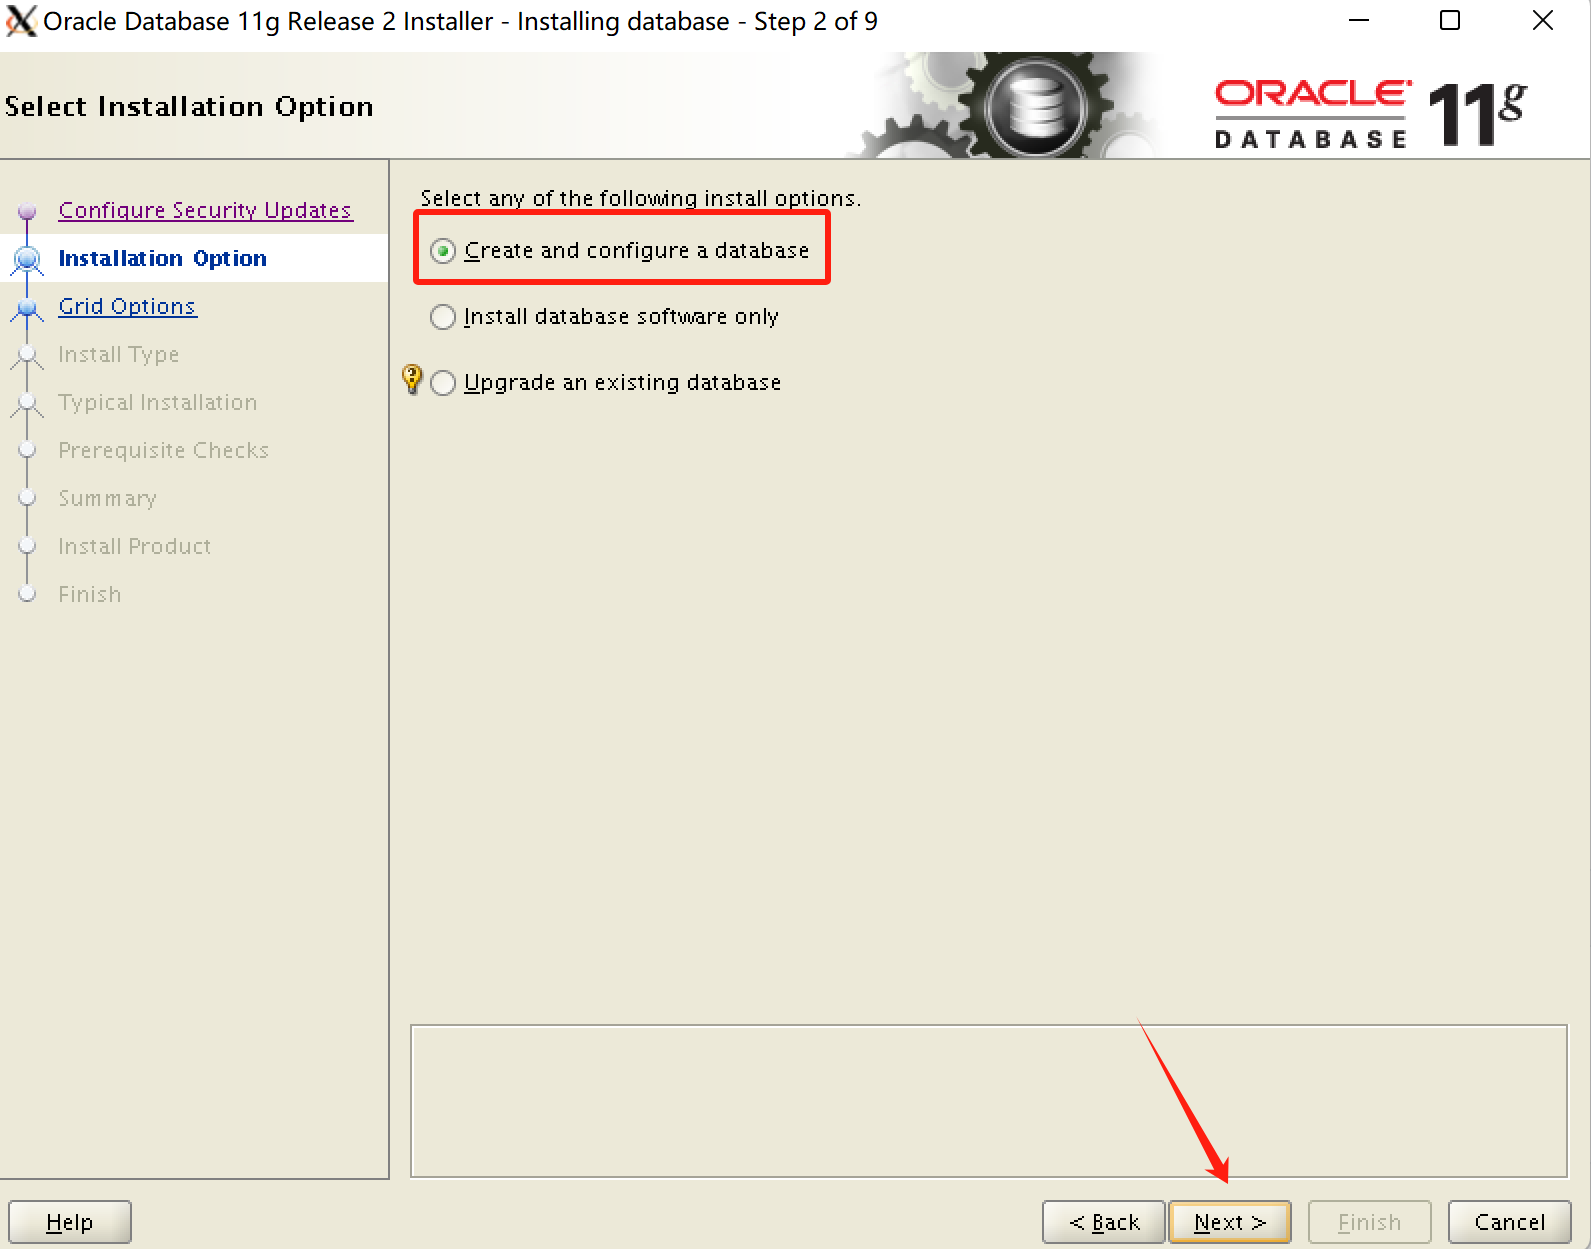 Oracle Database 11g Release 2 Installer - Installing database - Step 2 of 9
Select Installation Option
ORACLE
DATABASE
11g
Configure Security Updates
Installation Option
Grid Options
Install Type
Typical Installation
Prerequisite Checks
Summary
Install Product
Finish
Select any of the following install options.
Create and configure a database
Install database software only
Upgrade an existing database
Help
< Back
Next >
Finish
Cancel